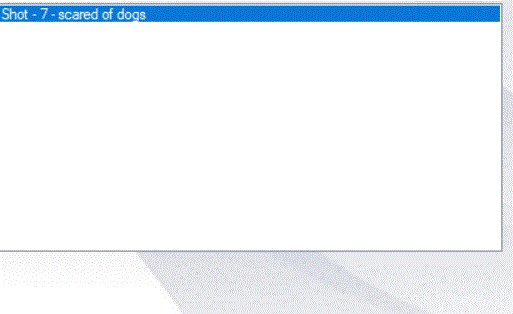 Shot - 7 - scared of dogs